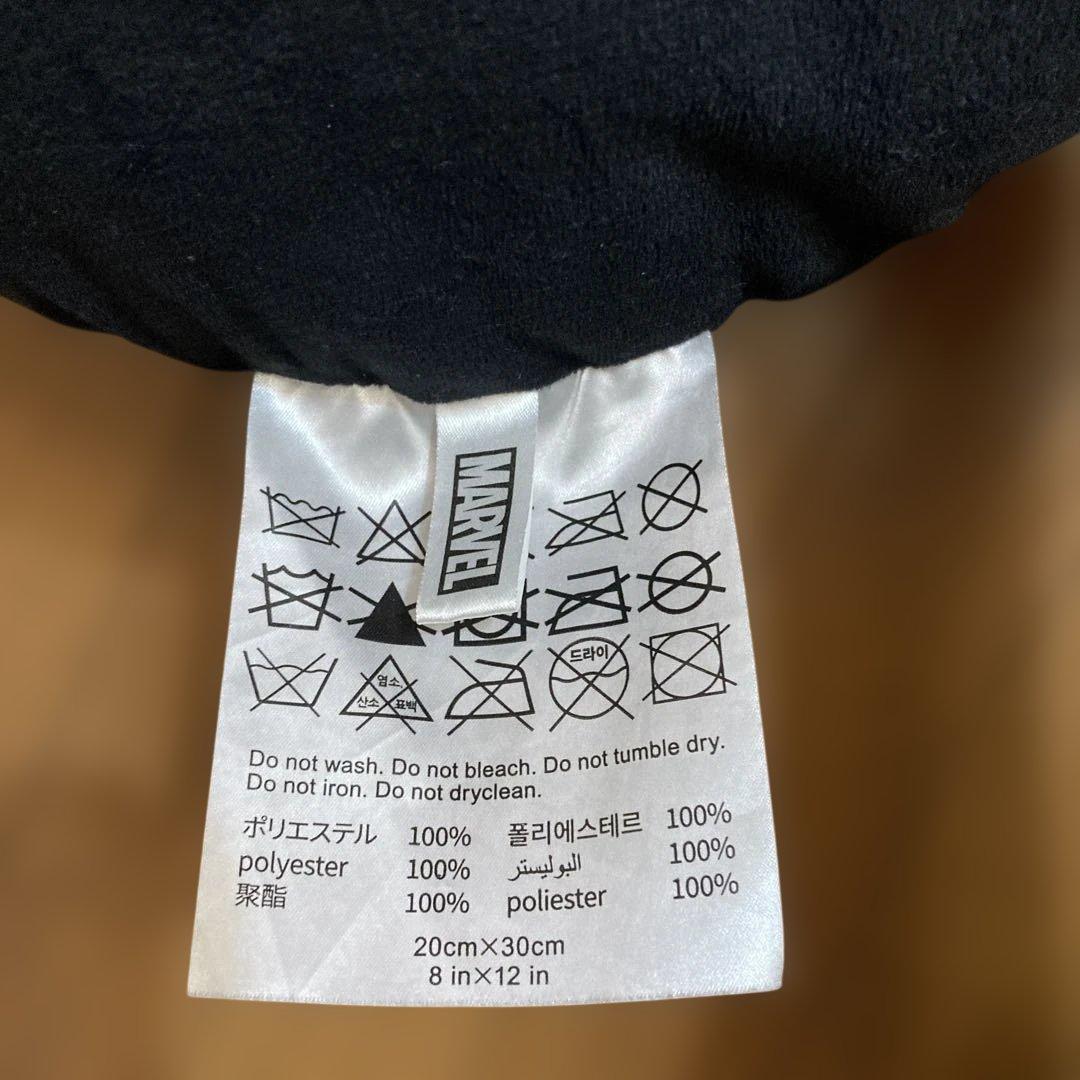 MARVEL
드라이
염소,
산소 표백
Do not wash. Do not bleach. Do not tumble dry.
Do not iron. Do not dryclean.
ポリエステル 100% 폴리에스테르 100%
polyester 100% البوليستر 100%
聚酯 100% poliester 100%
20cm×30cm
8 in×12 in